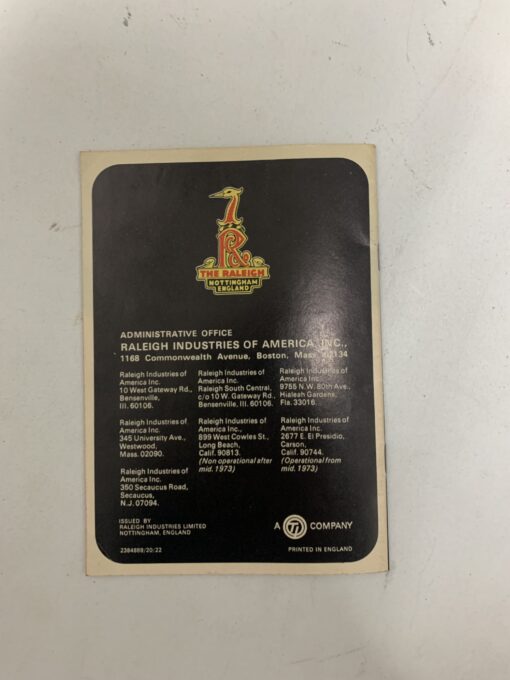 R
THE RALEIGH
NOTTINGHAM
ENGLAND
ADMINISTRATIVE OFFICE
RALEIGH INDUSTRIES OF AMERICA, INC.,
1168 Commonwealth Avenue, Boston, Mass. 02134
Raleigh Industries of
America Inc.
10 West Gateway Rd.,
Bensenville,
Ill. 60106.
Raleigh Industries of
America Inc.
Raleigh South Central,
c/o 10 W. Gateway Rd.,
Bensenville, Ill. 60106.
Raleigh Industries of
America Inc.
9755 N.W. 80th Ave.,
Hialeah Gardens,
Fla. 33016.
Raleigh Industries of
America Inc.
345 University Ave.,
Westwood,
Mass. 02090.
Raleigh Industries of
America Inc.,
899 West Cowles St.,
Long Beach,
Calif. 90813.
(Non operational after
mid. 1973)
Raleigh Industries of
America Inc.
2677 E. El Presidio,
Carson,
Calif. 90744.
(Operational from
mid. 1973)
Raleigh Industries of
America Inc.
350 Secaucus Road,
Secaucus,
N.J. 07094.
ISSUED BY
RALEIGH INDUSTRIES LIMITED
NOTTINGHAM, ENGLAND
A TI COMPANY
2384889/20/22
PRINTED IN ENGLAND